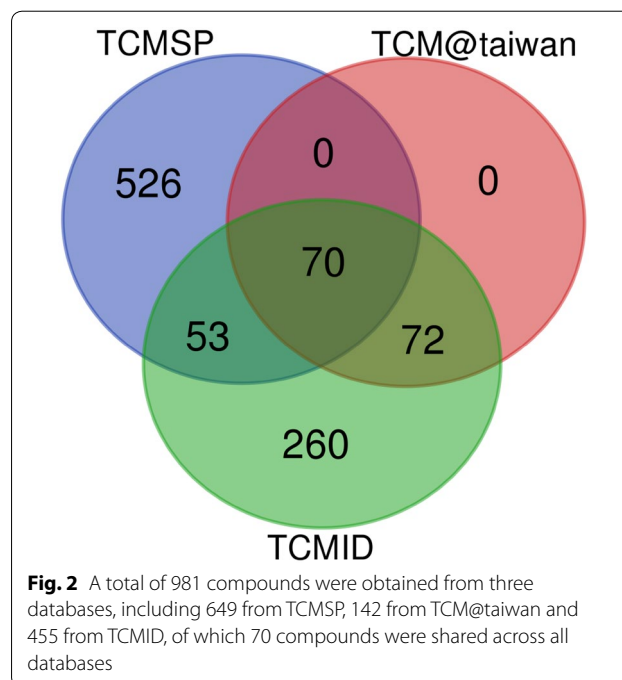 TCMSP
TCM@taiwan
526
0
0
70
53
72
260
TCMID
Fig. 2 A total of 981 compounds were obtained from three
databases, including 649 from TCMSP, 142 from TCM@taiwan and
455 from TCMID, of which 70 compounds were shared across all
databases